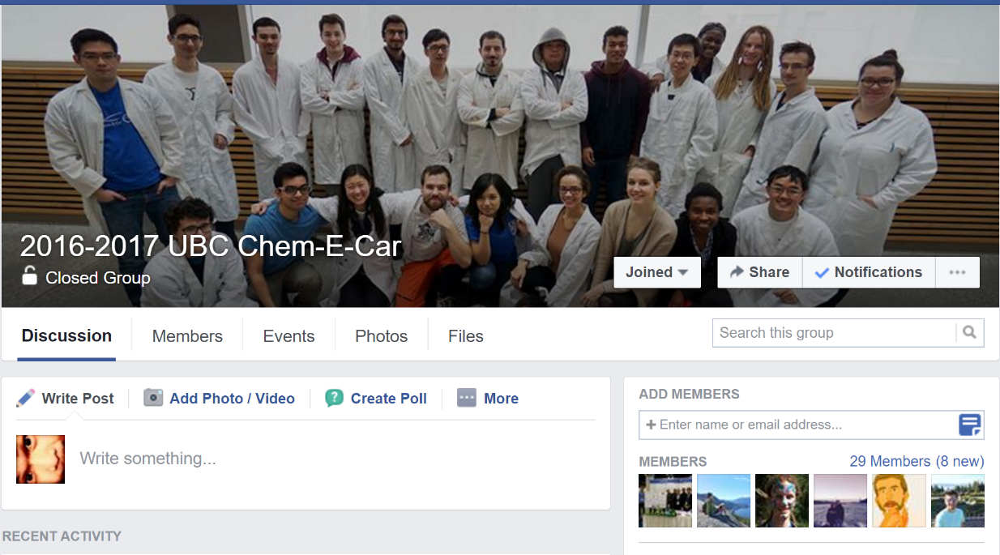 2016-2017 UBC Chem-E-Car
Closed Group
Joined
Share
Notifications
Discussion
Members
Events
Photos
Files
Search this group
Write Post
Add Photo / Video
Create Poll
More
Write something...
RECENT ACTIVITY
ADD MEMBERS
+ Enter name or email address...
MEMBERS
29 Members (8 new)